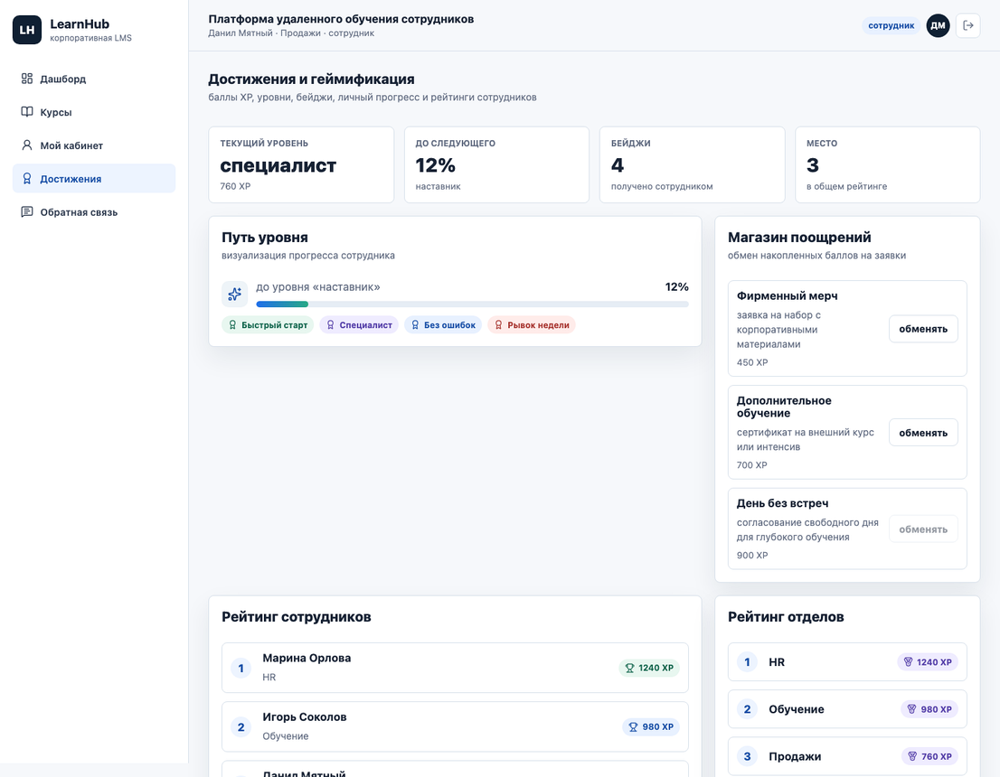 LH
LearnHub
корпоративная LMS
Дашборд
Курсы
Мой кабинет
Достижения
Обратная связь
Платформа удаленного обучения сотрудников
Данил Мятный · Продажи · сотрудник
сотрудник
ДМ
Достижения и геймификация
баллы XP, уровни, бейджи, личный прогресс и рейтинги сотрудников
ТЕКУЩИЙ УРОВЕНЬ
специалист
760 XP
ДО СЛЕДУЮЩЕГО
12%
наставник
БЕЙДЖИ
4
получено сотрудником
МЕСТО
3
в общем рейтинге
Путь уровня
визуализация прогресса сотрудника
до уровня «наставник»
12%
Быстрый старт
Специалист
Без ошибок
Рывок недели
Магазин поощрений
обмен накопленных баллов на заявки
Фирменный мерч
заявка на набор с
корпоративными
материалами
450 XP
обменять
Дополнительное
обучение
сертификат на внешний курс
или интенсив
700 XP
обменять
День без встреч
согласование свободного дня
для глубокого обучения
900 XP
обменять
Рейтинг сотрудников
1
Марина Орлова
HR
1240 XP
2
Игорь Соколов
Обучение
980 XP
Данил Мятный
Рейтинг отделов
1
HR
1240 XP
2
Обучение
980 XP
3
Продажи
760 XP